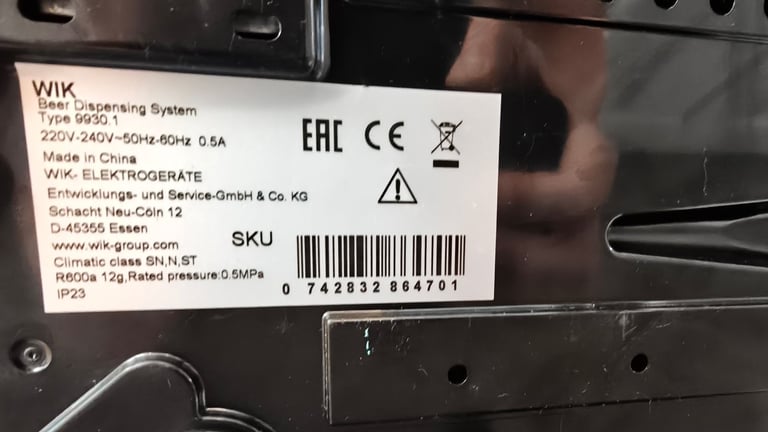 WIK
Beer Dispensing System
Type 9930.1
220V-240V~50Hz-60Hz 0.5A
Made in China
WIK- ELEKTROGERÄTE
Entwicklungs- und Service-GmbH & Co. KG
Schacht Neu-Cöln 12
D-45355 Essen
www.wik-group.com
Climatic class SN,N,ST
R600a 12g,Rated pressure:0.5MPa
IP23
EAC CE
SKU
0 742832 864701